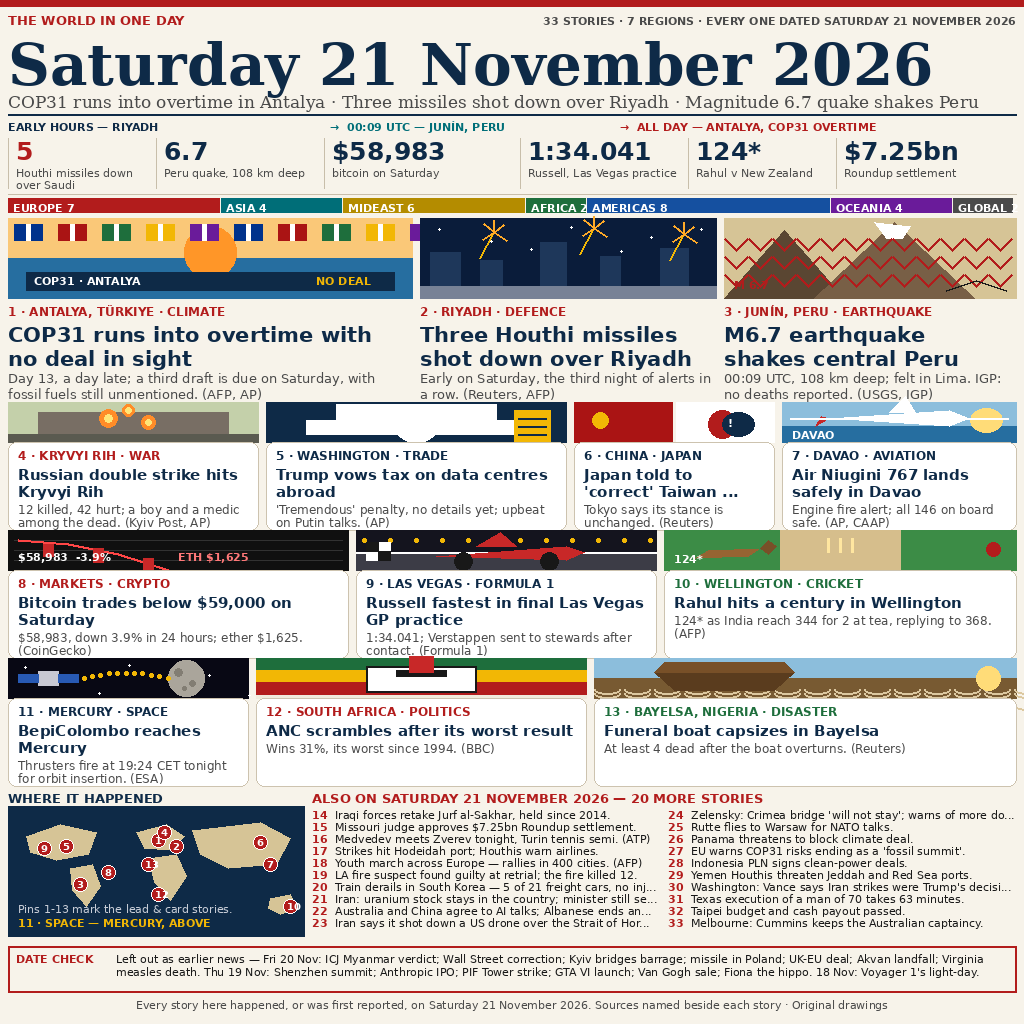 THE WORLD IN ONE DAY
33 STORIES · 7 REGIONS · EVERY ONE DATED SATURDAY 21 NOVEMBER 2026
Saturday 21 November 2026
COP31 runs into overtime in Antalya · Three missiles shot down over Riyadh · Magnitude 6.7 quake shakes Peru
EARLY HOURS — RIYADH
→ 00:09 UTC — JUNÍN, PERU
→ ALL DAY — ANTALYA, COP31 OVERTIME
5
Houthi missiles down
over Saudi
6.7
Peru quake, 108 km deep
$58,983
bitcoin on Saturday
1:34.041
Russell, Las Vegas practice
124*
Rahul v New Zealand
$7.25bn
Roundup settlement
EUROPE 7
ASIA 4
MIDEAST 6
AFRICA 2
AMERICAS 8
OCEANIA 4
GLOBAL
COP31 · ANTALYA
NO DEAL
1 · ANTALYA, TÜRKIYE · CLIMATE
COP31 runs into overtime with
no deal in sight
Day 13, a day late; a third draft is due on Saturday, with
fossil fuels still unmentioned. (AFP, AP)
2 · RIYADH · DEFENCE
Three Houthi missiles
shot down over Riyadh
Early on Saturday, the third night of alerts in
a row. (Reuters, AFP)
3 · JUNÍN, PERU · EARTHQUAKE
M6.7 earthquake
shakes central Peru
00:09 UTC, 108 km deep; felt in Lima. IGP:
no deaths reported. (USGS, IGP)
4 · KRYVYI RIH · WAR
Russian double strike hits
Kryvyi Rih
12 killed, 42 hurt; a boy and a medic
among the dead. (Kyiv Post, AP)
5 · WASHINGTON · TRADE
Trump vows tax on data centres
abroad
'Tremendous' penalty, no details yet; upbeat
on Putin talks. (AP)
!
6 · CHINA · JAPAN
Japan told to
'correct' Taiwan ...
Tokyo says its stance is
unchanged. (Reuters)
DAVAO
7 · DAVAO · AVIATION
Air Niugini 767 lands
safely in Davao
Engine fire alert; all 146 on board
safe. (AP, CAAP)
$58,983 -3.9%
ETH $1,625
8 · MARKETS · CRYPTO
Bitcoin trades below $59,000 on
Saturday
$58,983, down 3.9% in 24 hours; ether $1,625.
(CoinGecko)
9 · LAS VEGAS · FORMULA 1
Russell fastest in final Las Vegas
GP practice
1:34.041; Verstappen sent to stewards after
contact. (Formula 1)
124*
10 · WELLINGTON · CRICKET
Rahul hits a century in Wellington
124* as India reach 344 for 2 at tea, replying to 368.
(AFP)
11 · MERCURY · SPACE
BepiColombo reaches
Mercury
Thrusters fire at 19:24 CET tonight
for orbit insertion. (ESA)
12 · SOUTH AFRICA · POLITICS
ANC scrambles after its worst result
Wins 31%, its worst since 1994. (BBC)
13 · BAYELSA, NIGERIA · DISASTER
Funeral boat capsizes in Bayelsa
At least 4 dead after the boat overturns. (Reuters)
WHERE IT HAPPENED
9
5
8
3
1
4
2
13
12
6
7
10
Pins 1-13 mark the lead & card stories.
11 · SPACE — MERCURY, ABOVE
ALSO ON SATURDAY 21 NOVEMBER 2026 — 20 MORE STORIES
14 Iraqi forces retake Jurf al-Sakhar, held since 2014.
15 Missouri judge approves $7.25bn Roundup settlement.
16 Medvedev meets Zverev tonight, Turin tennis semi. (ATP)
17 Strikes hit Hodeidah port; Houthis warn airlines.
18 Youth march across Europe — rallies in 400 cities. (AFP)
19 LA fire suspect found guilty at retrial; the fire killed 12.
20 Train derails in South Korea — 5 of 21 freight cars, no inj...
21 Iran: uranium stock stays in the country; minister still se...
22 Australia and China agree to AI talks; Albanese ends an...
23 Iran says it shot down a US drone over the Strait of Hor...
24 Zelensky: Crimea bridge 'will not stay'; warns of more do...
25 Rutte flies to Warsaw for NATO talks.
26 Panama threatens to block climate deal.
27 EU warns COP31 risks ending as a 'fossil summit'.
28 Indonesia PLN signs clean-power deals.
29 Yemen Houthis threaten Jeddah and Red Sea ports.
30 Washington: Vance says Iran strikes were Trump's decisi...
31 Texas execution of a man of 70 takes 63 minutes.
32 Taipei budget and cash payout passed.
33 Melbourne: Cummins keeps the Australian captaincy.
DATE CHECK
Left out as earlier news — Fri 20 Nov: ICJ Myanmar verdict; Wall Street correction; Kyiv bridges barrage; missile in Poland; UK-EU deal; Akvan landfall; Virginia
measles death. Thu 19 Nov: Shenzhen summit; Anthropic IPO; PIF Tower strike; GTA VI launch; Van Gogh sale; Fiona the hippo. 18 Nov: Voyager 1's light-day.
Every story here happened, or was first reported, on Saturday 21 November 2026. Sources named beside each story · Original drawings